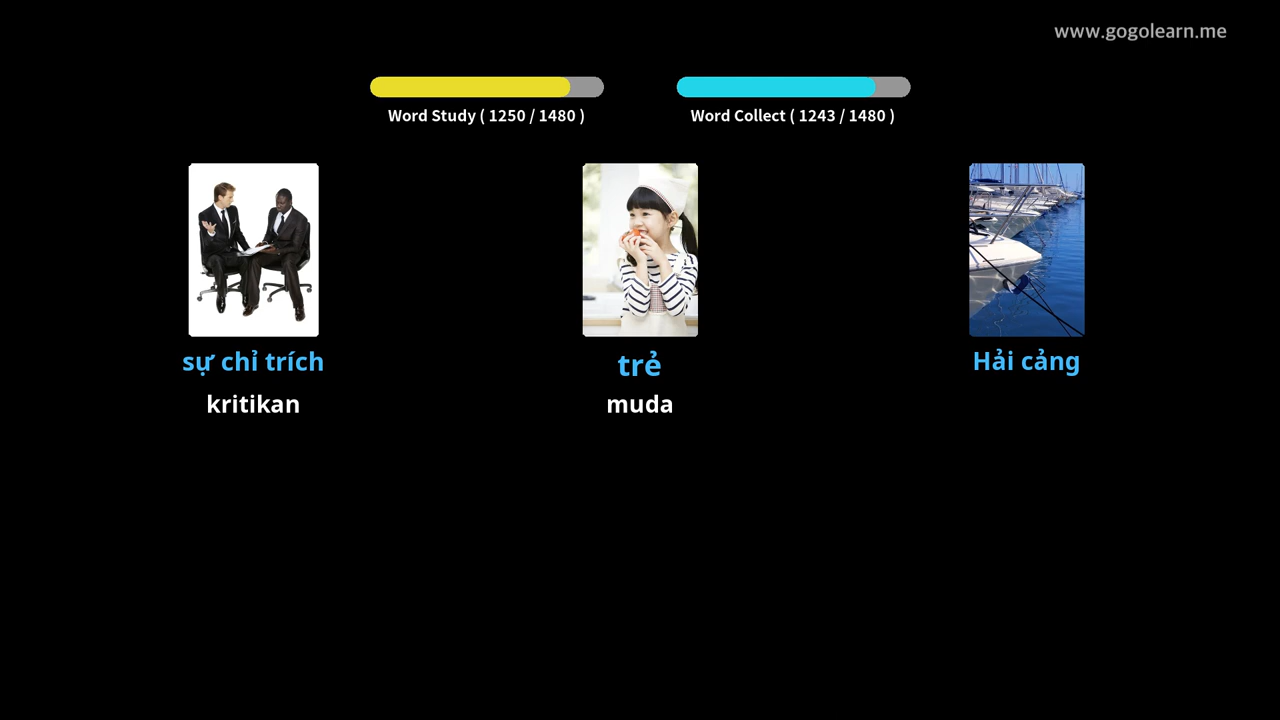 www.gogolearn.me
Word Study ( 1250 / 1480 )
Word Collect ( 1243 / 1480 )
sự chỉ trích
kritikan
trẻ
muda
Hải cảng